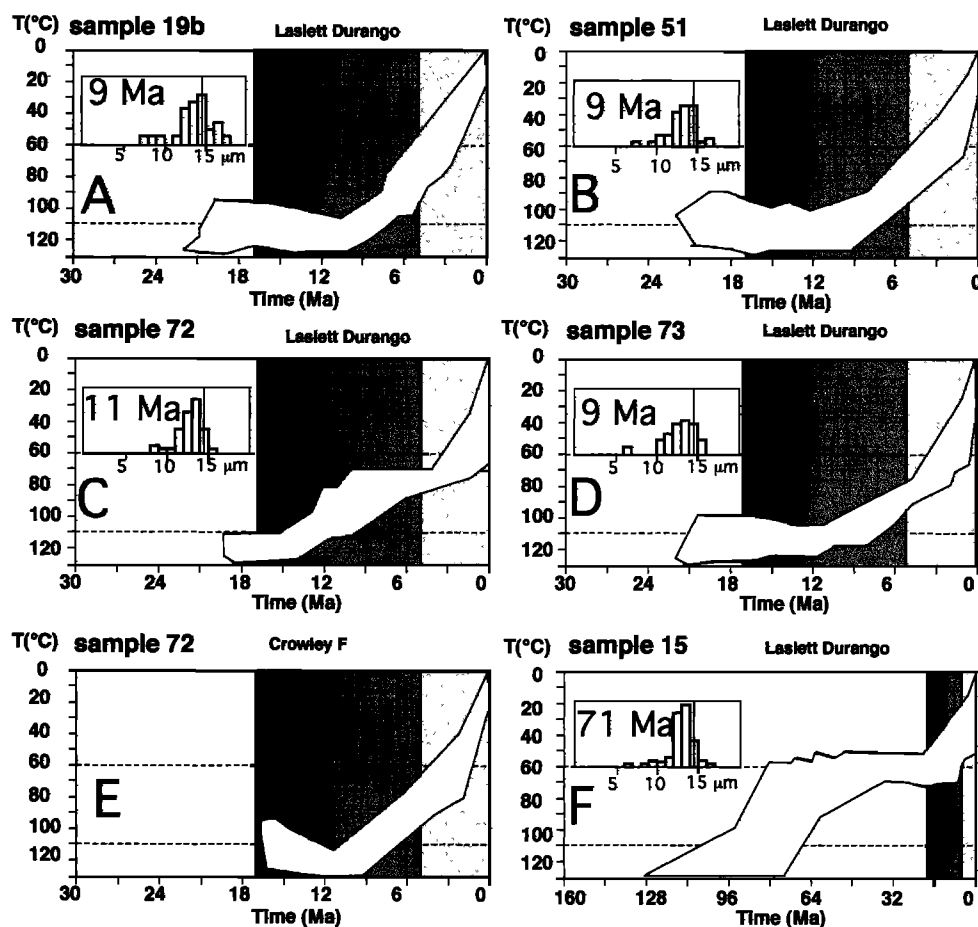 T(°C) sample 19b Laslett Durango
0
20
40
60
80
100
120
9 Ma
5 10 15 μm
A
30 24 18 12 6 0
Time (Ma)
T(°C) sample 51 Laslett Durango
0
20
40
60
80
100
120
9 Ma
5 10 15 μm
B
30 24 18 12 6 0
Time (Ma)
T(°C) sample 72 Laslett Durango
0
20
40
60
80
100
120
11 Ma
5 10 15 μm
C
30 24 18 12 6 0
Time (Ma)
T(°C) sample 73 Laslett Durango
0
20
40
60
80
100
120
9 Ma
5 10 15 μm
D
30 24 18 12 6 0
Time (Ma)
T(°C) sample 72 Crowley F
0
20
40
60
80
100
120
E
30 24 18 12 6 0
Time (Ma)
T(°C) sample 15 Laslett Durango
0
20
40
60
80
100
120
71 Ma
5 10 15 μm
F
160 128 96 64 32 0
Time (Ma)